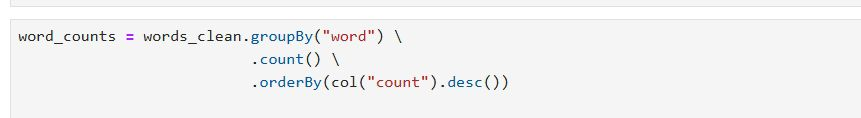 word_counts = words_clean.groupBy("word") \
                          .count() \
                          .orderBy(col("count").desc())